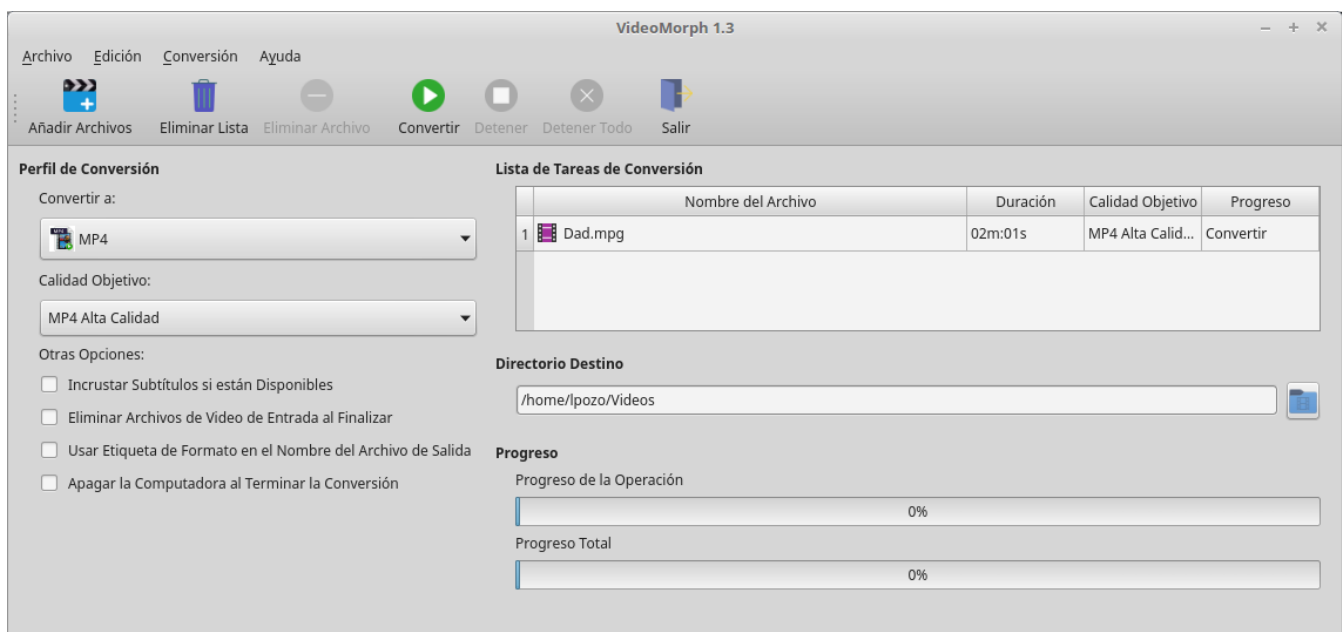 VideoMorph 1.3
Archivo Edición Conversión Ayuda
Añadir Archivos Eliminar Lista Eliminar Archivo Convertir Detener Detener Todo Salir
Perfil de Conversión
Convertir a:
MP4
Calidad Objetivo:
MP4 Alta Calidad
Otras Opciones:
Incrustar Subtítulos si están Disponibles
Eliminar Archivos de Video de Entrada al Finalizar
Usar Etiqueta de Formato en el Nombre del Archivo de Salida
Apagar la Computadora al Terminar la Conversión
Lista de Tareas de Conversión
Nombre del Archivo Duración Calidad Objetivo Progreso
1 Dad.mpg 02m:01s MP4 Alta Calid... Convertir
Directorio Destino
/home/lpozo/Videos
Progreso
Progreso de la Operación
0%
Progreso Total
0%